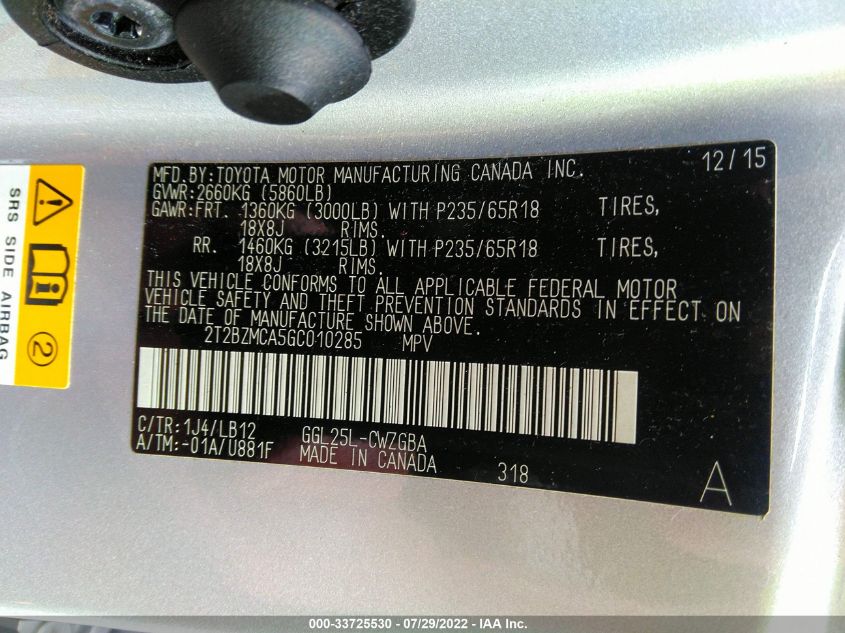 MFD.BY:TOYOTA MOTOR MANUFACTURING CANADA INC. 12/15
GVWR:2660KG (5860LB)
GAWR:FRT. 1360KG (3000LB) WITH P235/65R18 TIRES,
18X8J RIMS.
RR. 1460KG (3215LB) WITH P235/65R18 TIRES,
18X8J RIMS.
THIS VEHICLE CONFORMS TO ALL APPLICABLE FEDERAL MOTOR
VEHICLE SAFETY AND THEFT PREVENTION STANDARDS IN EFFECT ON
THE DATE OF MANUFACTURE SHOWN ABOVE.
2T2BZMCA5GC010285 MPV
C/TR:1J4/LB12 GGL25L-CWZGBA
A/TM:-01A/U881F MADE IN CANADA 318
A
SRS SIDE AIRBAG
2
000-33725530 - 07/29/2022 - IAA Inc.